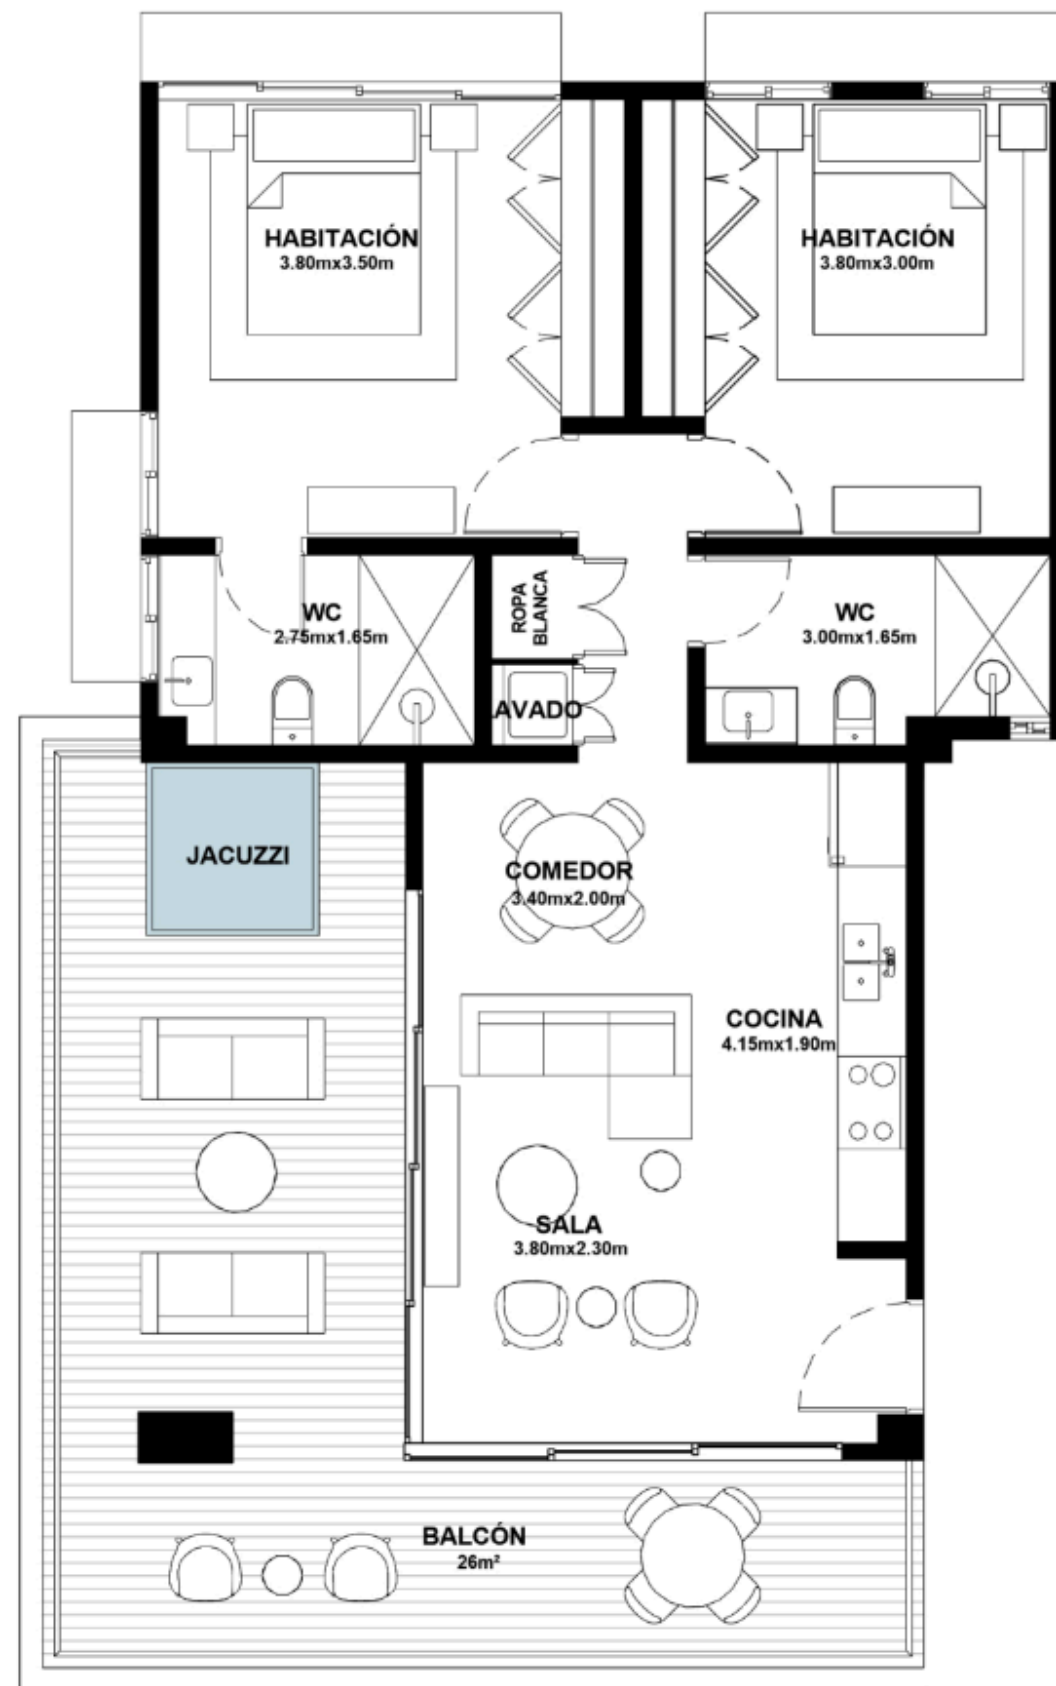 HABITACIÓN
3.80mx3.50m
HABITACIÓN
3.80mx3.00m
WC
2.75mx1.65m
ROPA
BLANCA
WC
3.00mx1.65m
AVADO
JACUZZI
COMEDOR
3.40mx2.00m
COCINA
4.15mx1.90m
SALA
3.80mx2.30m
BALCÓN
26m²